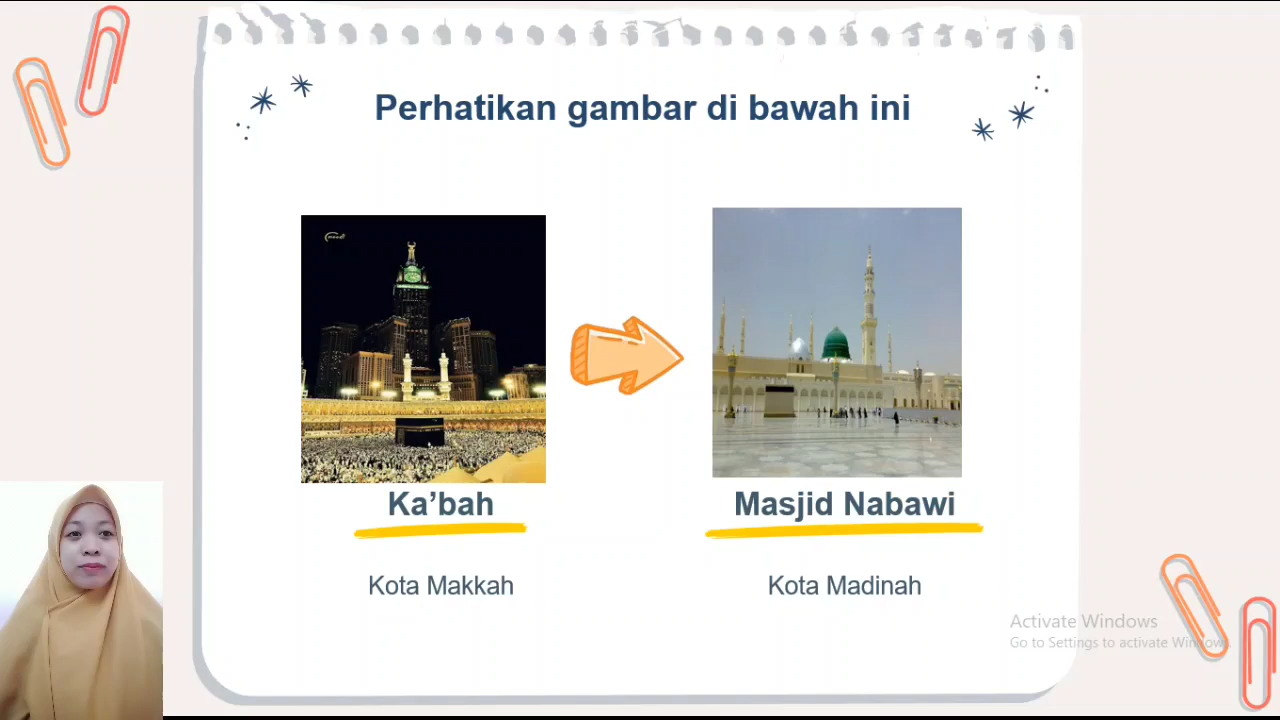 Perhatikan gambar di bawah ini
Ka’bah
Masjid Nabawi
Kota Makkah
Kota Madinah
Activate Windows
Go to Settings to activate Windows.